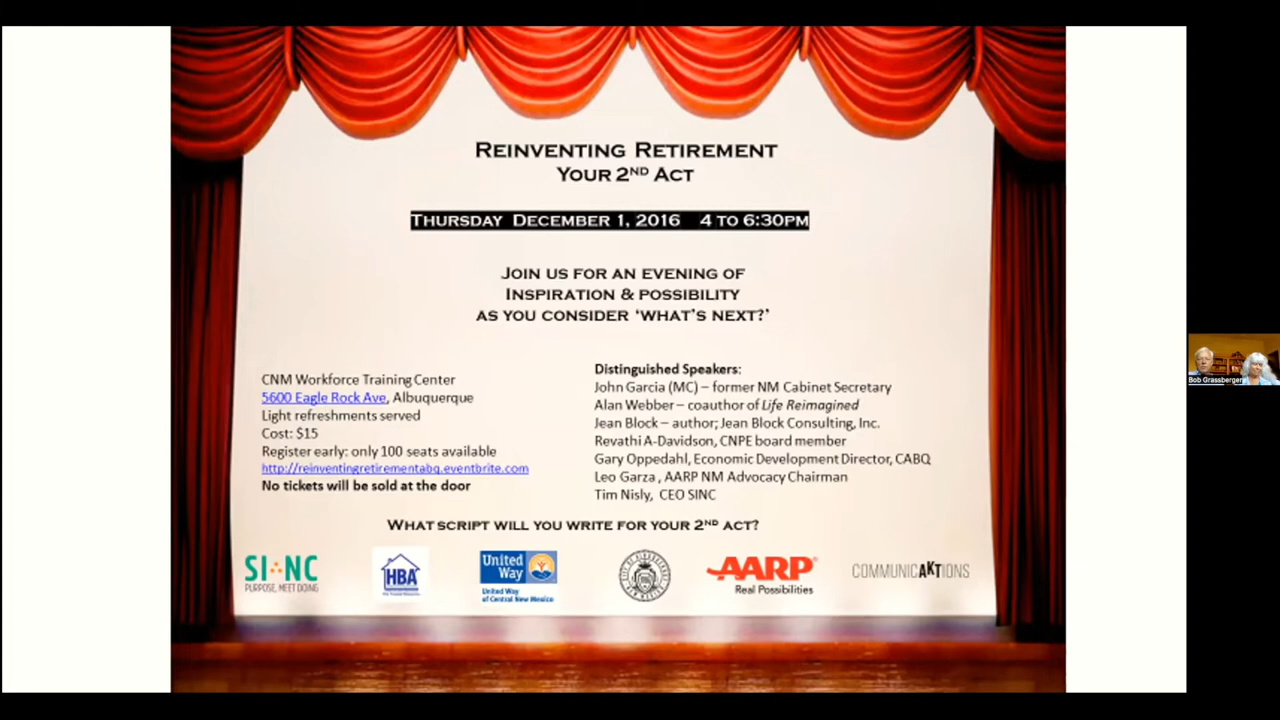 REINVENTING RETIREMENT
YOUR 2ND ACT
THURSDAY DECEMBER 1, 2016 4 TO 6:30PM
JOIN US FOR AN EVENING OF
INSPIRATION & POSSIBILITY
AS YOU CONSIDER ‘WHAT’S NEXT?’
CNM Workforce Training Center
5600 Eagle Rock Ave, Albuquerque
Light refreshments served
Cost: $15
Register early: only 100 seats available
http://reinventingretirementabq.eventbrite.com
No tickets will be sold at the door
Distinguished Speakers:
John Garcia (MC) – former NM Cabinet Secretary
Alan Webber – coauthor of Life Reimagined
Jean Block – author; Jean Block Consulting, Inc.
Revathi A-Davidson, CNPE board member
Gary Oppedahl, Economic Development Director, CABQ
Leo Garza , AARP NM Advocacy Chairman
Tim Nisly, CEO SINC
WHAT SCRIPT WILL YOU WRITE FOR YOUR 2ND ACT?
SINC
PURPOSE, MEET DOING
HBA
United Way
United Way of Central New Mexico
AARP
Real Possibilities
COMMUNICAKTIONS
Bob Grassberger